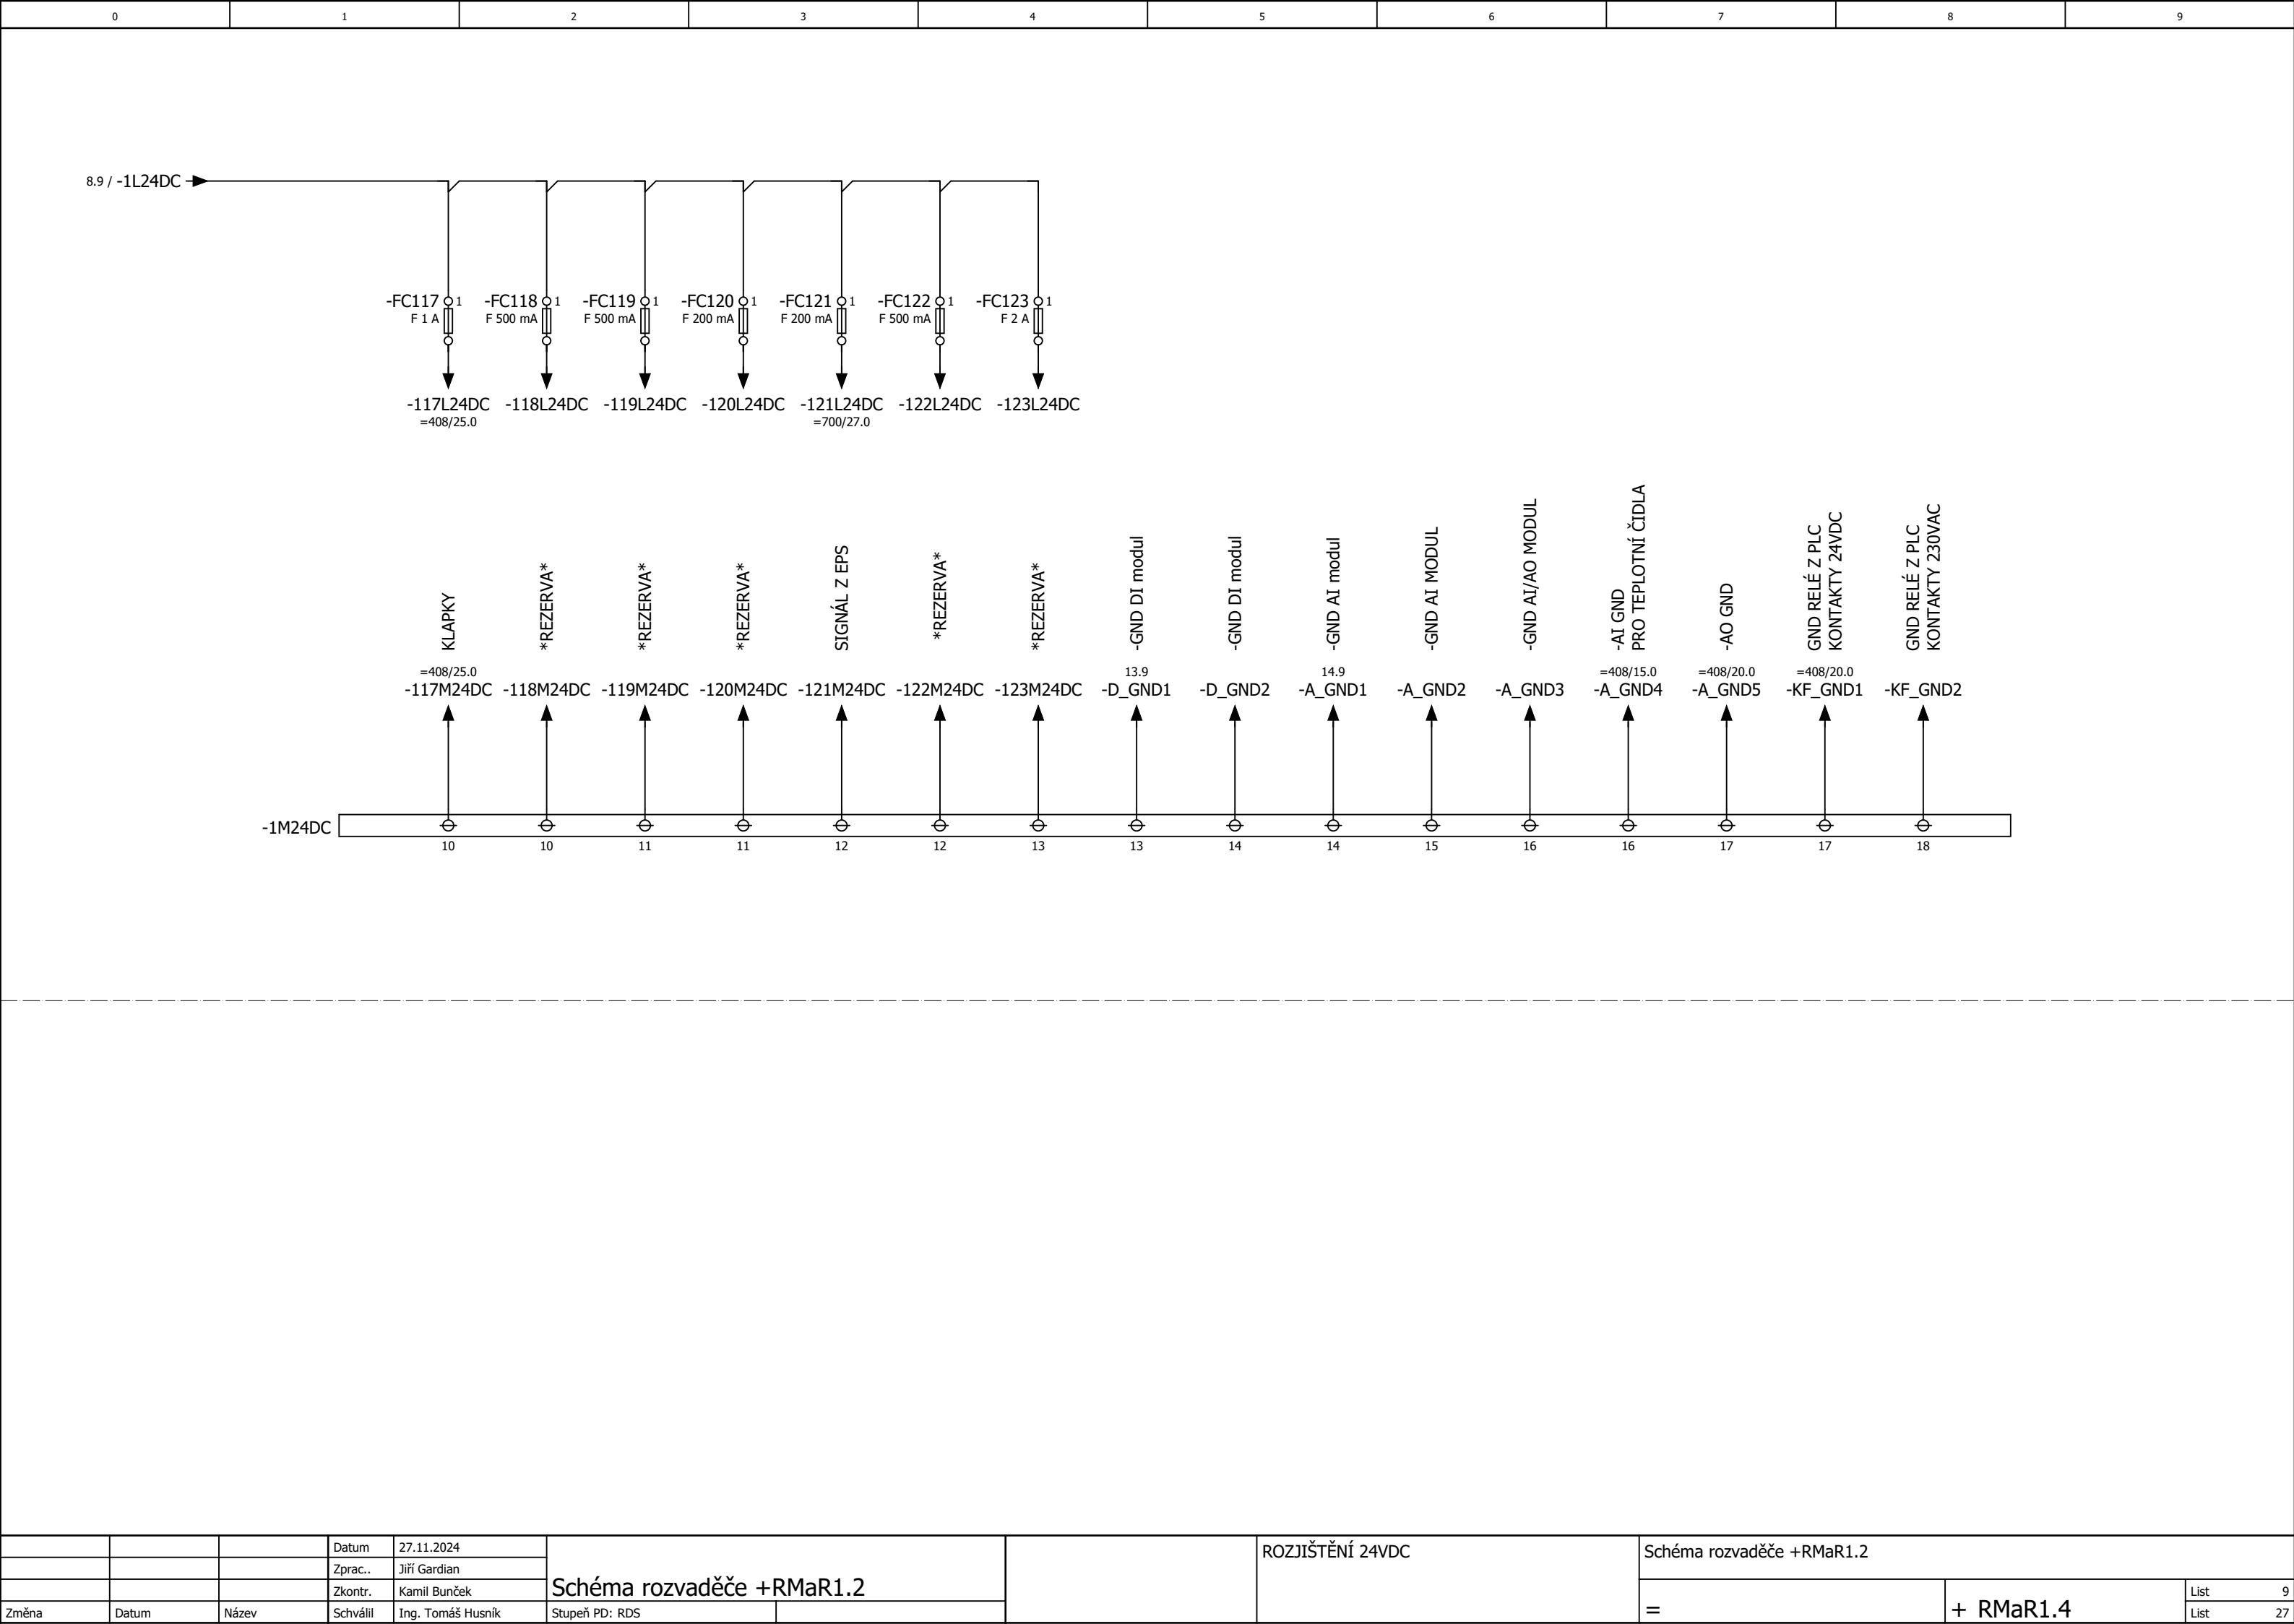 0 1 2 3 4 5 6 7 8 9
8.9 / -1L24DC
-FC117 1 -FC118 1 -FC119 1 -FC120 1 -FC121 1 -FC122 1 -FC123 1
F 1 A F 500 mA F 500 mA F 200 mA F 200 mA F 500 mA F 2 A
-117L24DC -118L24DC -119L24DC -120L24DC -121L24DC -122L24DC -123L24DC
=408/25.0 =700/27.0
KLAPKY
*REZERVA*
*REZERVA*
*REZERVA*
SIGNÁL Z EPS
*REZERVA*
*REZERVA*
-GND DI modul
-GND DI modul
-GND AI modul
-GND AI MODUL
-GND AI/AO MODUL
-AI GND
PRO TEPLOTNÍ ČIDLA
-AO GND
GND RELÉ Z PLC
KONTAKTY 24VDC
GND RELÉ Z PLC
KONTAKTY 230VAC
=408/25.0 13.9 14.9 =408/15.0 =408/20.0 =408/20.0
-117M24DC -118M24DC -119M24DC -120M24DC -121M24DC -122M24DC -123M24DC -D_GND1 -D_GND2 -A_GND1 -A_GND2 -A_GND3 -A_GND4 -A_GND5 -KF_GND1 -KF_GND2
-1M24DC
10 10 11 11 12 12 13 13 14 14 15 16 16 17 17 18
Datum 27.11.2024
Zprac.. Jiří Gardian
Zkontr. Kamil Bunček
Změna Datum Název Schválil Ing. Tomáš Husník
Schéma rozvaděče +RMaR1.2
Stupeň PD: RDS
ROZJIŠTĚNÍ 24VDC
Schéma rozvaděče +RMaR1.2
= + RMaR1.4
List 9
List 27